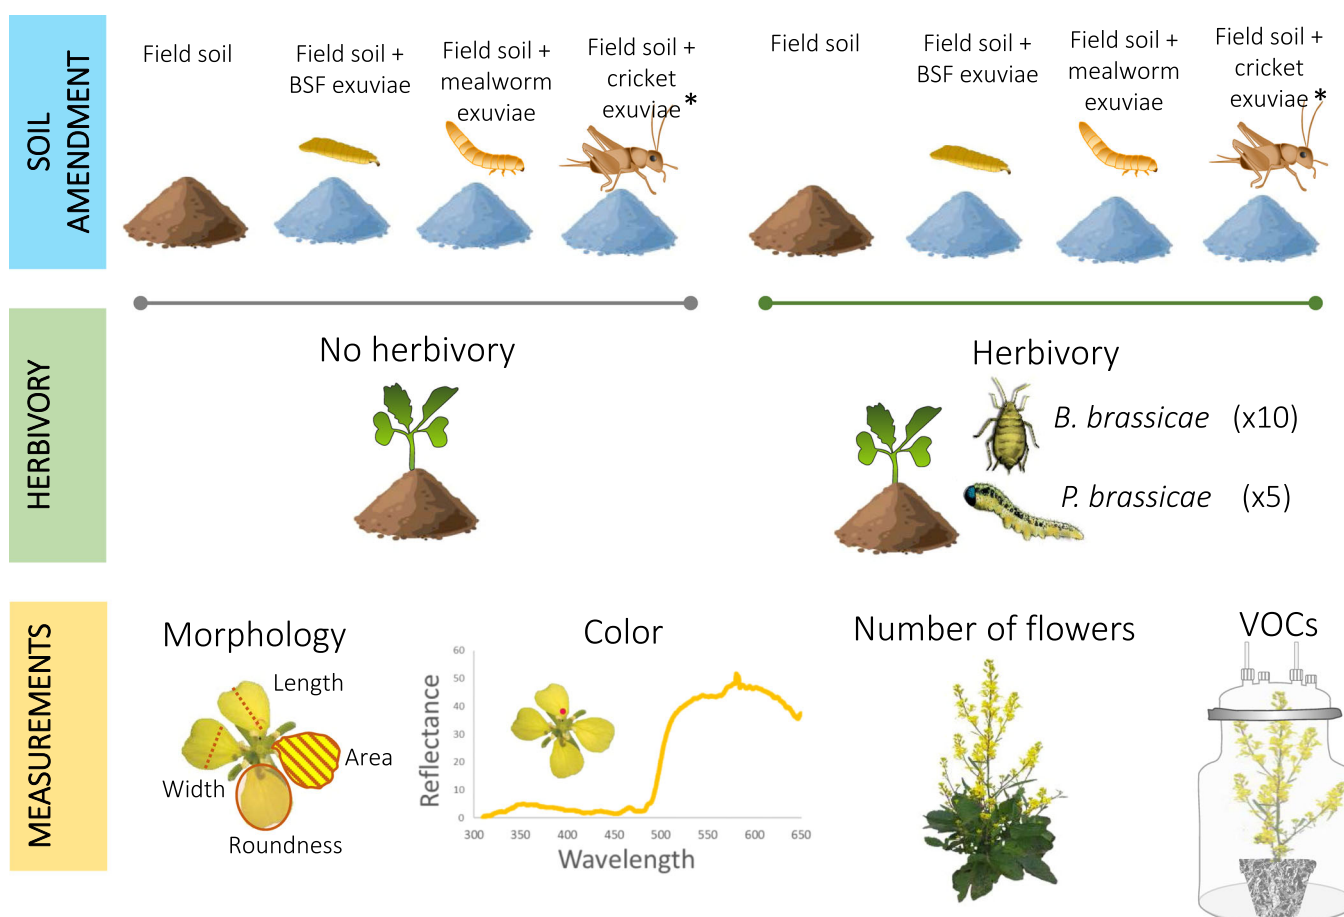 SOIL
AMENDMENT
Field soil
Field soil +
BSF exuviae
Field soil +
mealworm
exuviae
Field soil +
cricket
exuviae*
Field soil
Field soil +
BSF exuviae
Field soil +
mealworm
exuviae
Field soil +
cricket
exuviae*
HERBIVORY
No herbivory
Herbivory
B. brassicae (x10)
P. brassicae (x5)
MEASUREMENTS
Morphology
Length
Area
Width
Roundness
Color
Reflectance
60
50
40
30
20
10
0
300 350 400 450 500 550 600 650
Wavelength
Number of flowers
VOCs